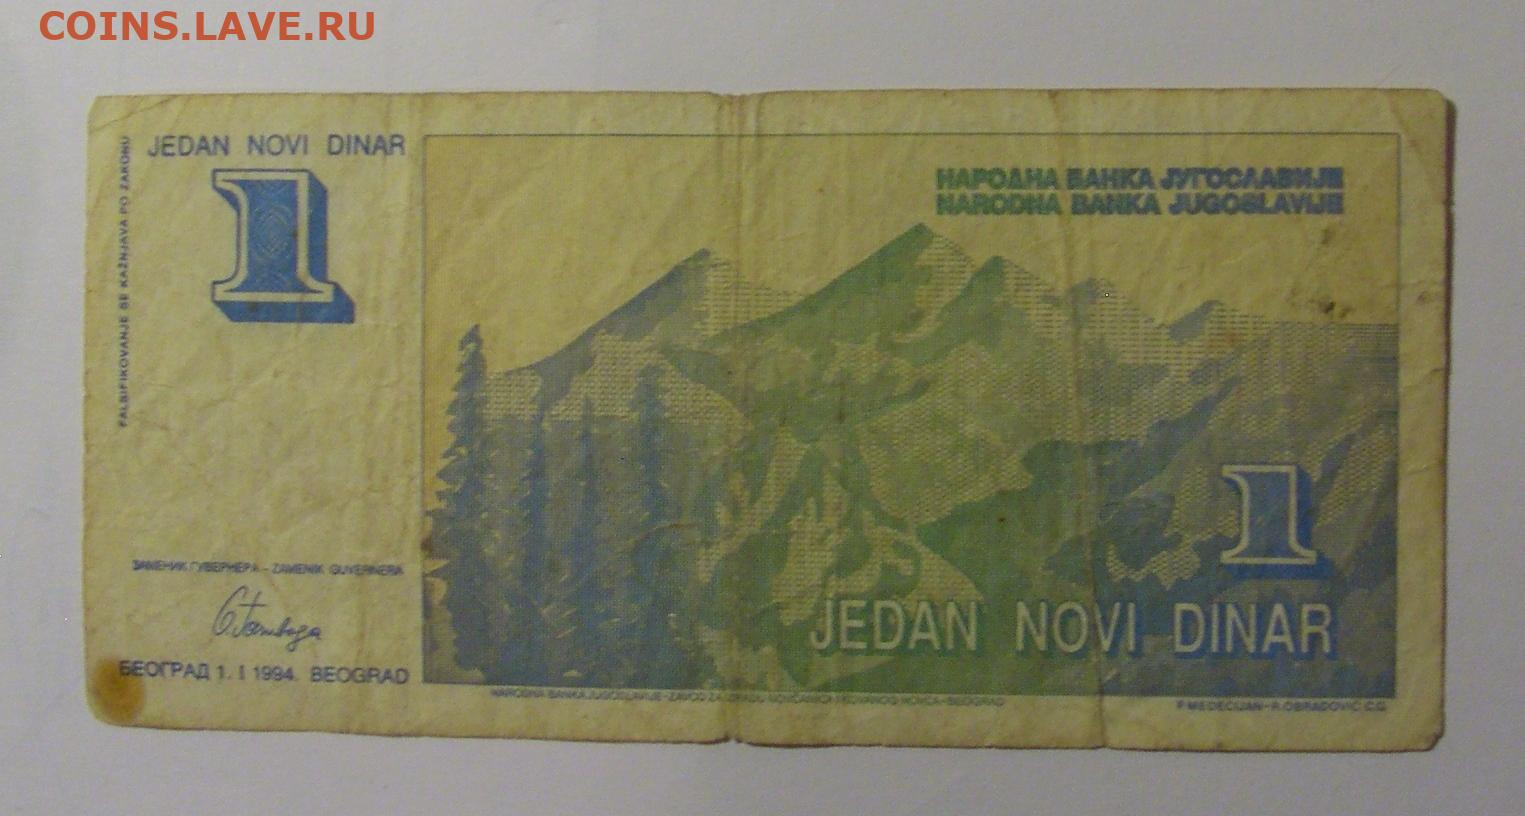 COINS.LAVE.RU
JEDAN NOVI DINAR
1
FALSIFIKOVANJE SE KAŽNJAVA PO ZAKONU
НАРОДНА БАНКА ЈУГОСЛАВИЈЕ
NARODNA BANKA JUGOSLAVIJE
1
JEDAN NOVI DINAR
ЗАМЕНИК ГУВЕРНЕРА - ZAMENIK GUVERNERA
БЕОГРАД 1. I 1994. BEOGRAD
NARODNA BANKA JUGOSLAVIJE-ZAVOD ZA IZRADU NOVČANICA I KOVANOG NOVCA-BEOGRAD
F. MEDECIJAN-R. OBRADOVIĆ C.G.